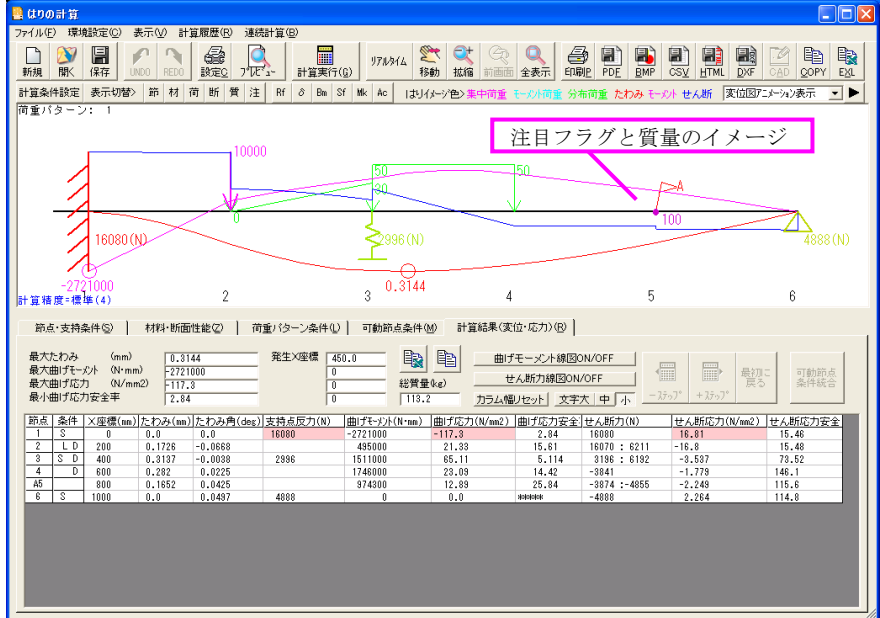 はりの計算
ファイル(F) 環境設定(C) 表示(V) 計算履歴(R) 連続計算(B)
新規 開く 保存 UNDO REDO 設定C プレビュー 計算実行(G) リアルタイム 移動 拡縮 前画面 全表示 印刷P PDF BMP CSV HTML DXF CAD COPY EXL
計算条件設定 表示切替> 節 材 荷 断 質 注 Rf δ Bm Sf Mk Ac はりイメージ色> 集中荷重 モーメント荷重 分布荷重 たわみ モーメント せん断 変位図アニメーション表示
荷重パターン: 1
注目フラグと質量のイメージ
10000
50
50
30
A
0
100
16080(N)
2996(N)
4888(N)
-2721000
0.3144
1 2 3 4 5 6
計算精度=標準(4)
節点・支持条件(S) 材料・断面性能(Z) 荷重パターン条件(L) 可動節点条件(M) 計算結果(変位・応力)(R)
最大たわみ (mm) 0.3144 発生X座標 450.0
最大曲げモーメント (N・mm) -2721000 0
最大曲げ応力 (N/mm2) -117.3 0
最小曲げ応力安全率 2.84 0
総質量(kg)
113.2
曲げモーメント線図ON/OFF
せん断力線図ON/OFF
カラム幅リセット 文字大 中 小
-ステップ +ステップ 最初に戻る 可動節点条件統合
節点 条件 X座標(mm) たわみ(mm) たわみ角(deg) 支持点反力(N) 曲げモーメント(N・mm) 曲げ応力(N/mm2) 曲げ応力安全 せん断力(N) せん断応力(N/mm2) せん断応力安全
1 S 0 0.0 0.0 16080 -2721000 -117.3 2.84 16080 16.81 15.46
2 L D 200 0.1726 -0.0668 495000 21.33 15.61 16070 : 6211 -16.8 15.48
3 S D 400 0.3137 -0.0038 2996 1511000 65.11 5.114 3196 : 6192 -3.537 73.52
4 D 600 0.282 0.0225 1746000 23.09 14.42 -3841 -1.779 146.1
A5 800 0.1652 0.0425 974300 12.89 25.84 -3874 :-4855 -2.249 115.6
6 S 1000 0.0 0.0497 4888 0 0.0 ****** -4888 2.264 114.8